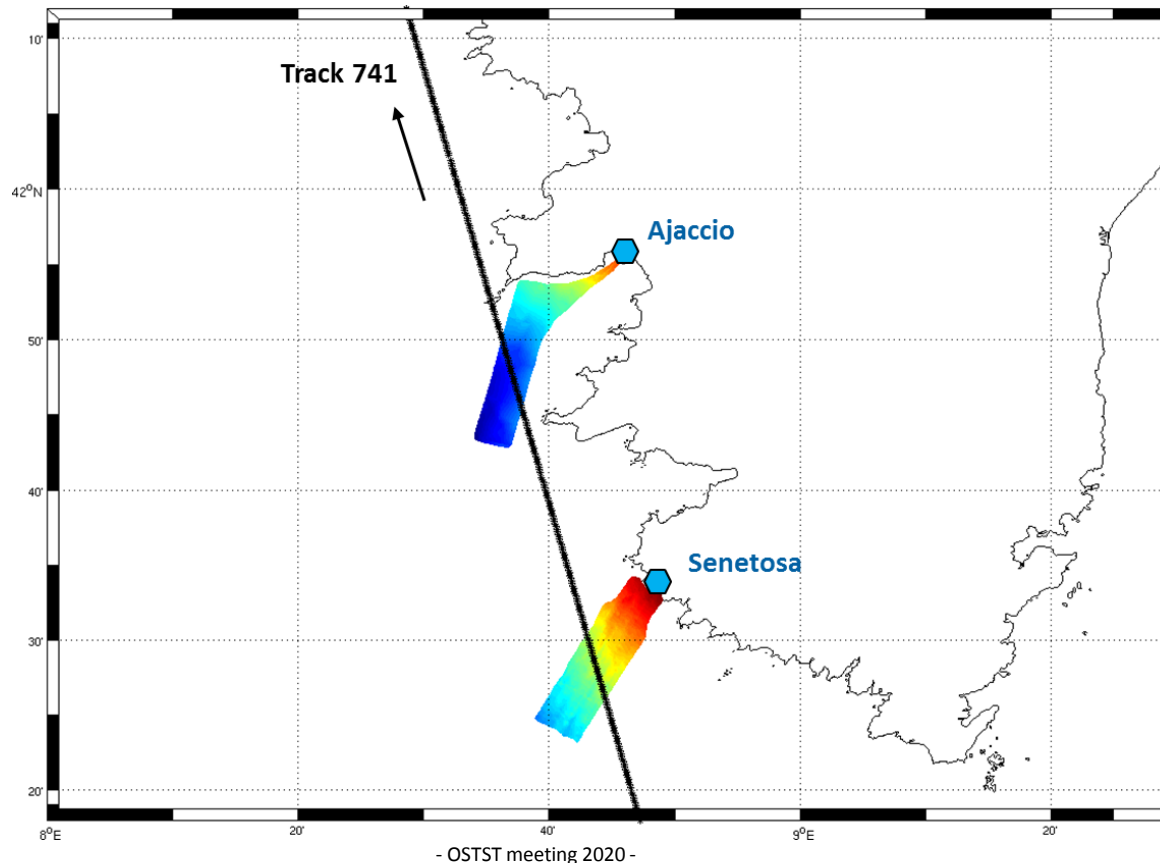 10'
Track 741
42°N
Ajaccio
50'
40'
Senetosa
30'
20'
8°E
20'
40'
9°E
20'
- OSTST meeting 2020 -